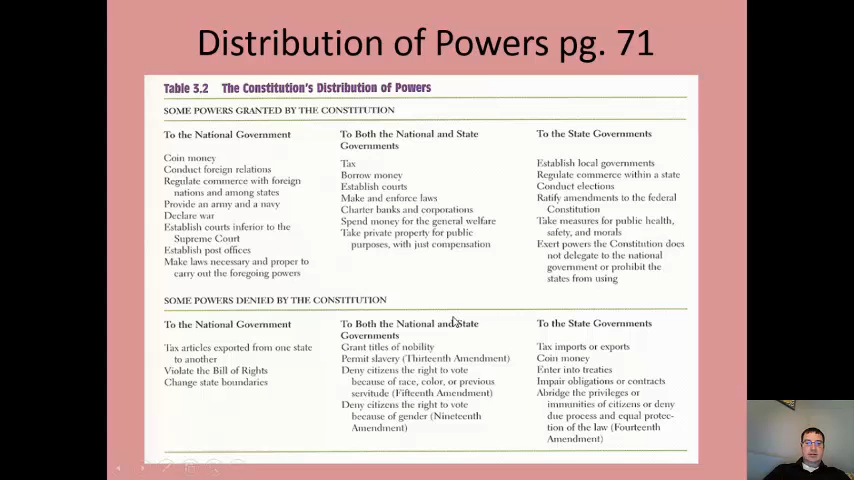 Distribution of Powers pg. 71
Table 3.2 The Constitution's Distribution of Powers
SOME POWERS GRANTED BY THE CONSTITUTION
To the National Government
Coin money
Conduct foreign relations
Regulate commerce with foreign
nations and among states
Provide an army and a navy
Declare war
Establish courts inferior to the
Supreme Court
Establish post offices
Make laws necessary and proper to
carry out the foregoing powers
To Both the National and State
Governments
Tax
Borrow money
Establish courts
Make and enforce laws
Charter banks and corporations
Spend money for the general welfare
Take private property for public
purposes, with just compensation
To the State Governments
Establish local governments
Regulate commerce within a state
Conduct elections
Ratify amendments to the federal
Constitution
Take measures for public health,
safety, and morals
Exert powers the Constitution does
not delegate to the national
government or prohibit the
states from using
SOME POWERS DENIED BY THE CONSTITUTION
To the National Government
Tax articles exported from one state
to another
Violate the Bill of Rights
Change state boundaries
To Both the National and State
Governments
Grant titles of nobility
Permit slavery (Thirteenth Amendment)
Deny citizens the right to vote
because of race, color, or previous
servitude (Fifteenth Amendment)
Deny citizens the right to vote
because of gender (Nineteenth
Amendment)
To the State Governments
Tax imports or exports
Coin money
Enter into treaties
Impair obligations or contracts
Abridge the privileges or
immunities of citizens or deny
due process and equal protec-
tion of the law (Fourteenth
Amendment)